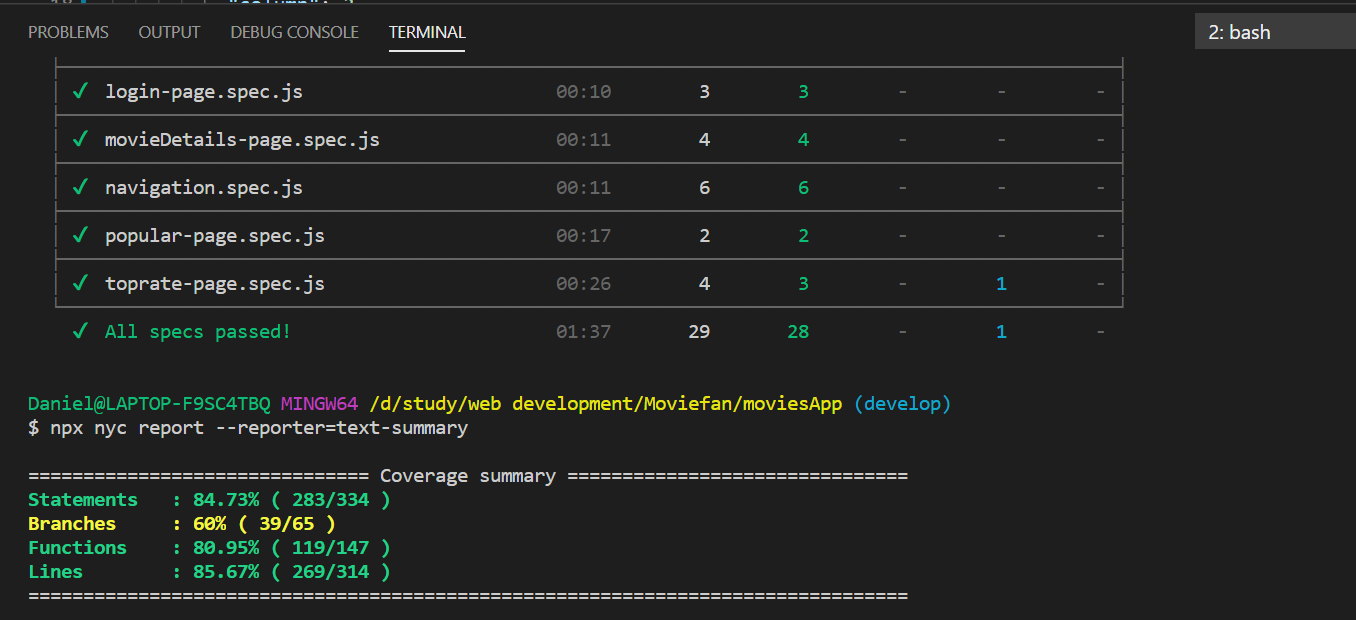 "column": 2
PROBLEMS OUTPUT DEBUG CONSOLE TERMINAL 2: bash
✓ login-page.spec.js 00:10 3 3 - - -
✓ movieDetails-page.spec.js 00:11 4 4 - - -
✓ navigation.spec.js 00:11 6 6 - - -
✓ popular-page.spec.js 00:17 2 2 - - -
✓ toprate-page.spec.js 00:26 4 3 - 1 -
✓ All specs passed! 01:37 29 28 - 1 -
Daniel@LAPTOP-F9SC4TBQ MINGW64 /d/study/web development/Moviefan/moviesApp (develop)
$ npx nyc report --reporter=text-summary
=============================== Coverage summary ===============================
Statements : 84.73% ( 283/334 )
Branches : 60% ( 39/65 )
Functions : 80.95% ( 119/147 )
Lines : 85.67% ( 269/314 )
================================================================================